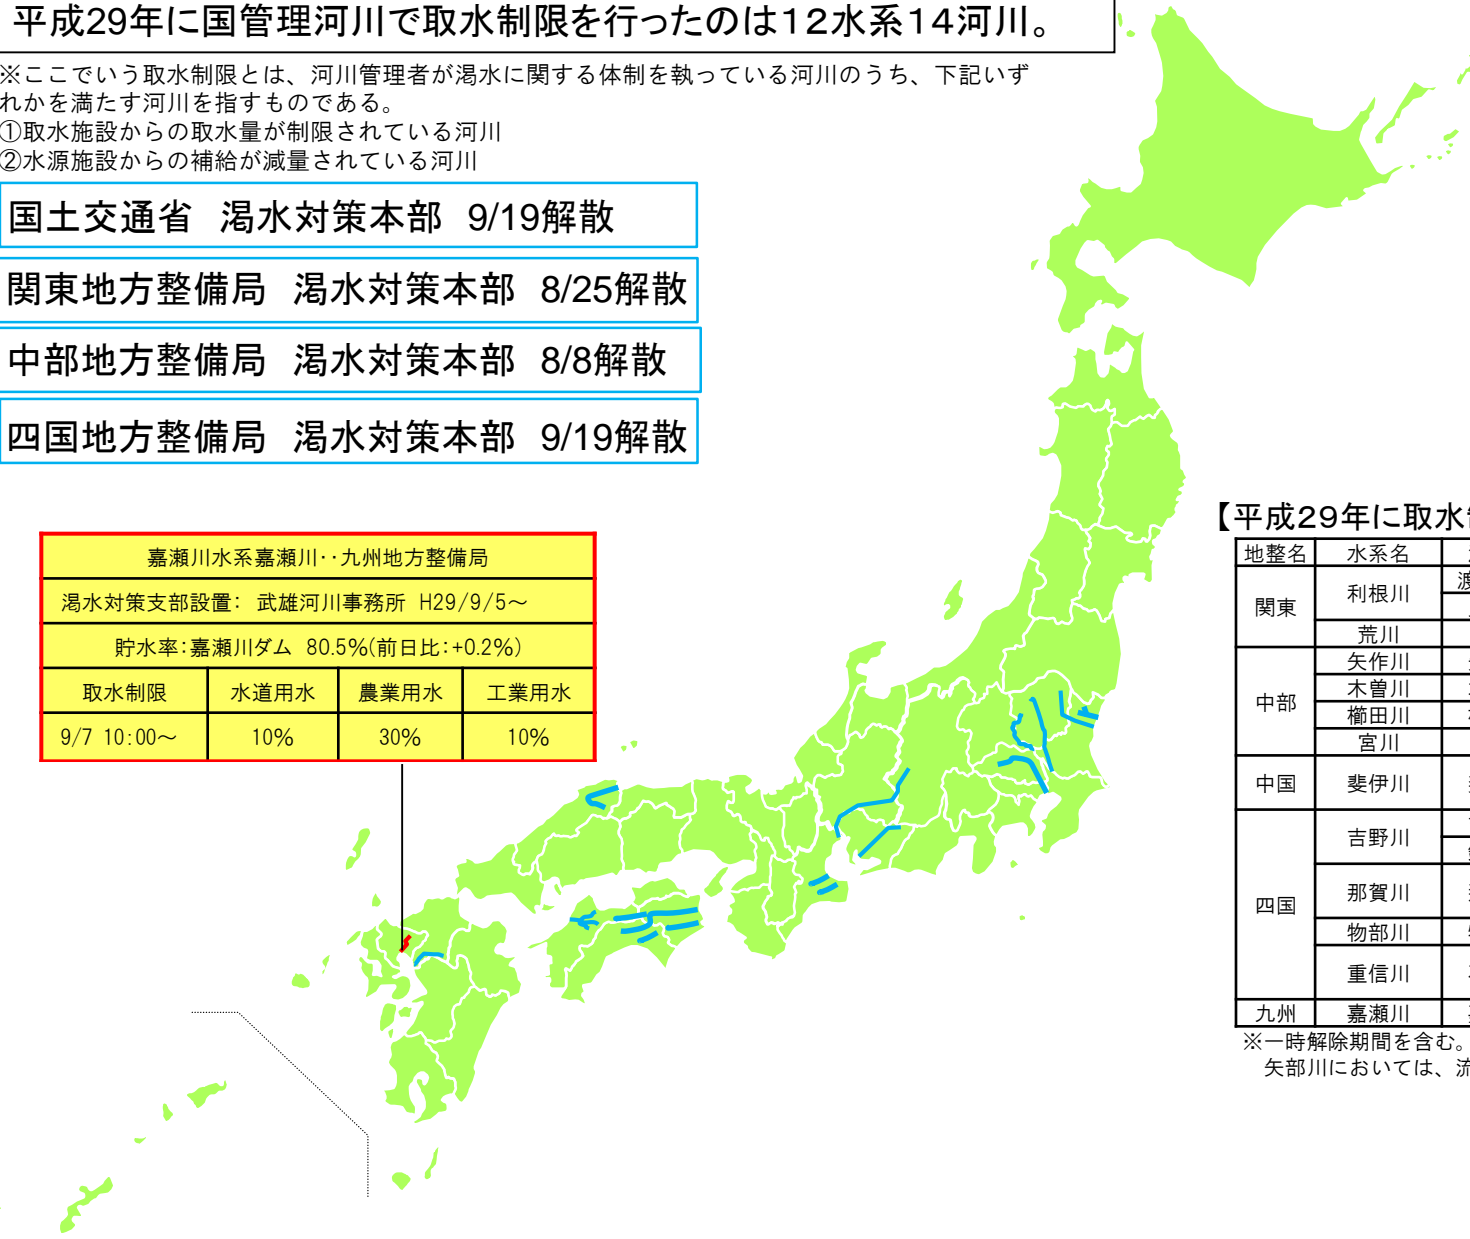 平成29年に国管理河川で取水制限を行ったのは１２水系１４河川。
※ここでいう取水制限とは、河川管理者が渇水に関する体制を執っている河川のうち、下記いず
れかを満たす河川を指すものである。
①取水施設からの取水量が制限されている河川
②水源施設からの補給が減量されている河川
国土交通省　渇水対策本部　9/19解散
関東地方整備局　渇水対策本部　8/25解散
中部地方整備局　渇水対策本部　8/8解散
四国地方整備局　渇水対策本部　9/19解散
嘉瀬川水系嘉瀬川‥九州地方整備局
渇水対策支部設置： 武雄河川事務所 H29/9/5～
貯水率：嘉瀬川ダム 80.5%(前日比：+0.2%)
取水制限 水道用水 農業用水 工業用水
9/7 10:00～ 10% 30% 10%
【平成２９年に取水
地整名 水系名
関東 利根川 渡
荒川
中部 矢作川
木曽川
櫛田川
宮川
中国 斐伊川
四国 吉野川
那賀川
物部川
重信川
九州 嘉瀬川
※一時解除期間を含む。
矢部川においては、流